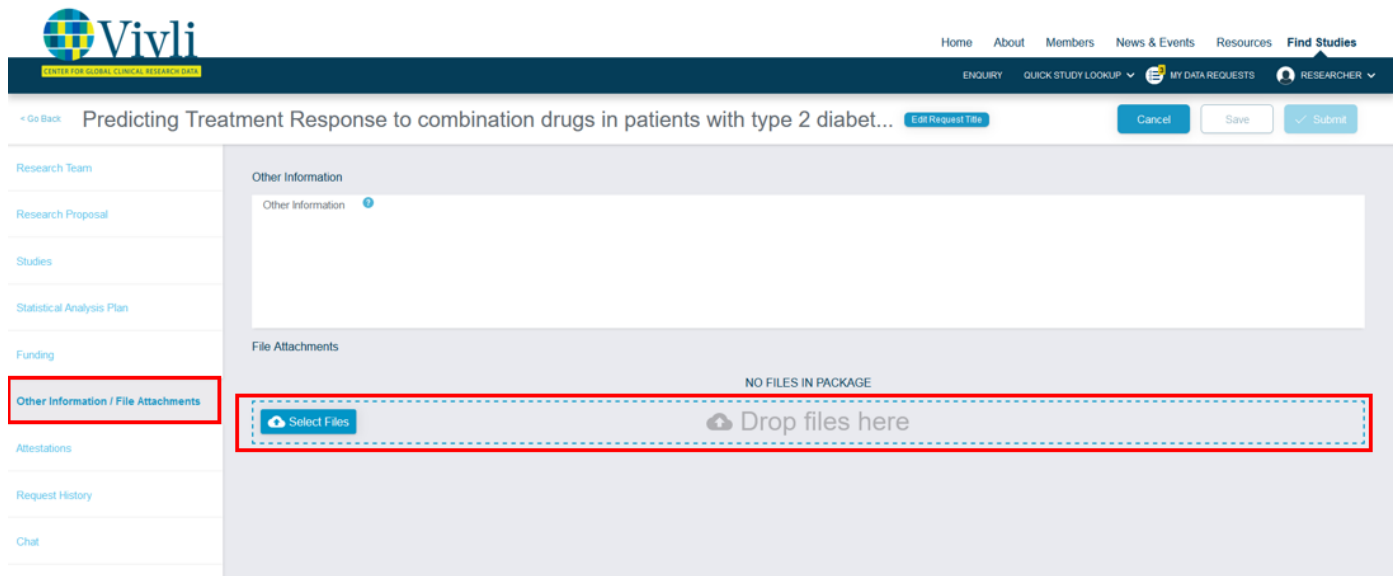 Vivli
CENTER FOR GLOBAL CLINICAL RESEARCH DATA
Home About Members News & Events Resources Find Studies
ENQUIRY QUICK STUDY LOOKUP MY DATA REQUESTS RESEARCHER
< Go Back Predicting Treatment Response to combination drugs in patients with type 2 diabet... Edit Request Title Cancel Save Submit
Research Team
Research Proposal
Studies
Statistical Analysis Plan
Funding
Other Information / File Attachments
Attestations
Request History
Chat
Other Information
Other Information ?
File Attachments
NO FILES IN PACKAGE
Select Files Drop files here